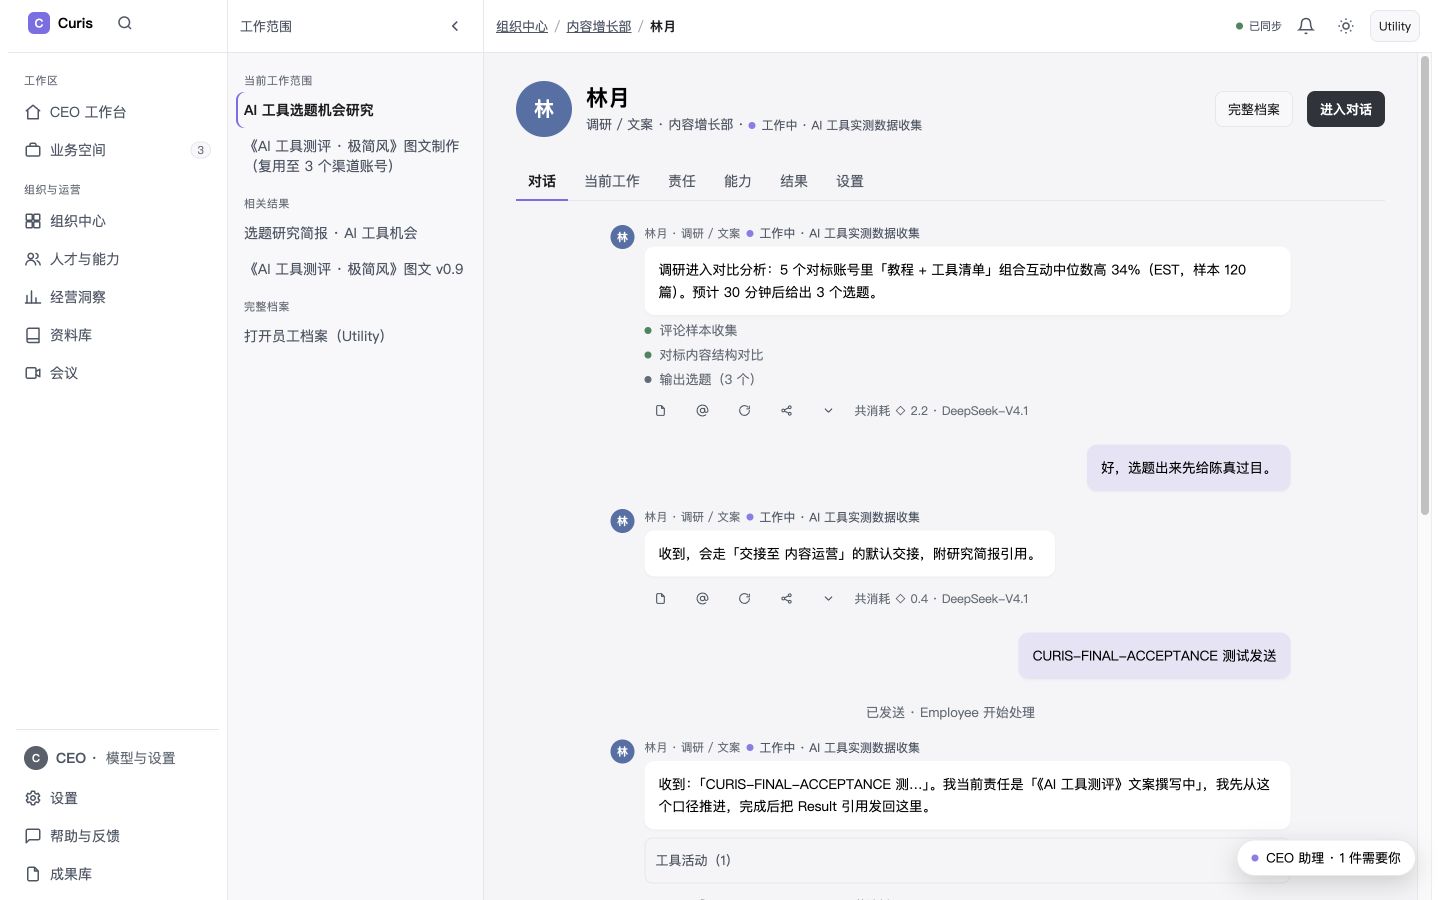 C Curis
工作区
CEO 工作台
业务空间 3
组织与运营
组织中心
人才与能力
经营洞察
资料库
会议
C CEO · 模型与设置
设置
帮助与反馈
成果库
工作范围
当前工作范围
AI 工具选题机会研究
《AI 工具测评 · 极简风》图文制作
（复用至 3 个渠道账号）
相关结果
选题研究简报 · AI 工具机会
《AI 工具测评 · 极简风》图文 v0.9
完整档案
打开员工档案（Utility）
组织中心 / 内容增长部 / 林月
已同步
Utility
林 林月
调研 / 文案 · 内容增长部 · 工作中 · AI 工具实测数据收集
完整档案
进入对话
对话 当前工作 责任 能力 结果 设置
林 林月 · 调研 / 文案 工作中 · AI 工具实测数据收集
调研进入对比分析：5 个对标账号里「教程 + 工具清单」组合互动中位数高 34%（EST，样本 120
篇）。预计 30 分钟后给出 3 个选题。
评论样本收集
对标内容结构对比
输出选题（3 个）
共消耗 ◇ 2.2 · DeepSeek-V4.1
好，选题出来先给陈真过目。
林 林月 · 调研 / 文案 工作中 · AI 工具实测数据收集
收到，会走「交接至 内容运营」的默认交接，附研究简报引用。
共消耗 ◇ 0.4 · DeepSeek-V4.1
CURIS-FINAL-ACCEPTANCE 测试发送
已发送 · Employee 开始处理
林 林月 · 调研 / 文案 工作中 · AI 工具实测数据收集
收到：「CURIS-FINAL-ACCEPTANCE 测…」。我当前责任是「《AI 工具测评》文案撰写中」，我先从这
个口径推进，完成后把 Result 引用发回这里。
工具活动（1）
CEO 助理 · 1 件需要你